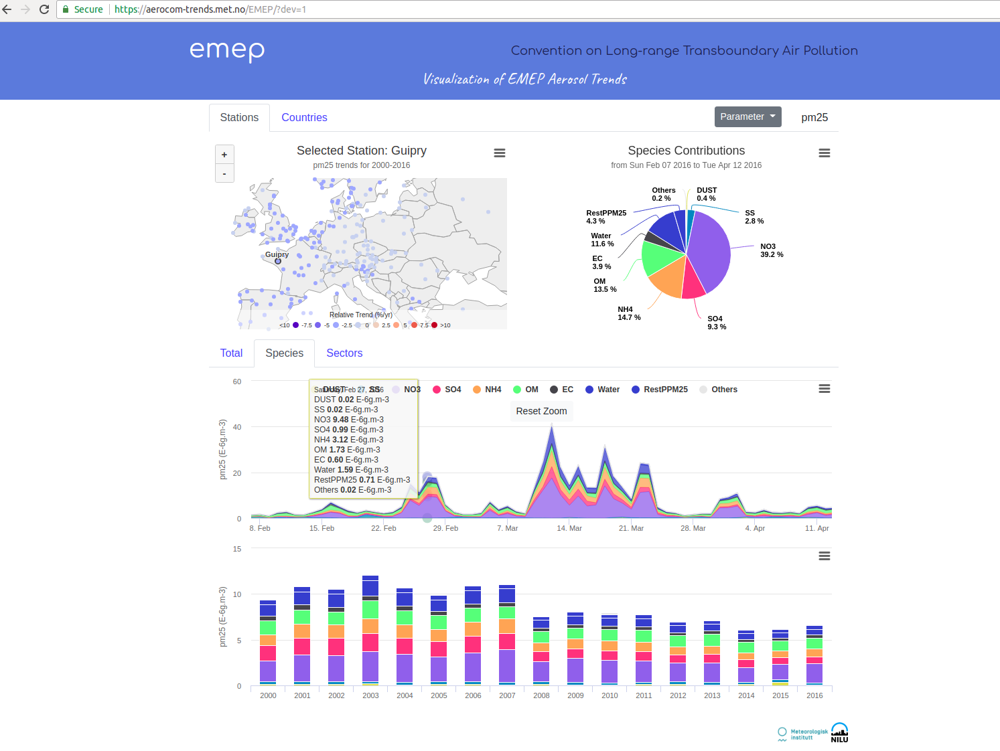 Secure https://aerocom-trends.met.no/EMEP/?dev=1
emep
Convention on Long-range Transboundary Air Pollution
Visualization of EMEP Aerosol Trends
Stations Countries Parameter pm25
+
-
Selected Station: Guipry
pm25 trends for 2000-2016
Guipry
Relative Trend (%/yr)
<10 -7.5 -5 -2.5 0 2.5 5 7.5 >10
Species Contributions
from Sun Feb 07 2016 to Tue Apr 12 2016
Others
0.2 %
DUST
0.4 %
RestPPM25
4.3 %
SS
2.8 %
Water
11.6 %
NO3
39.2 %
EC
3.9 %
OM
13.5 %
NH4
14.7 %
SO4
9.3 %
Total Species Sectors
DUST SS NO3 SO4 NH4 OM EC Water RestPPM25 Others
Saturday, Feb 27, 2016
DUST 0.02 E-6g.m-3
SS 0.02 E-6g.m-3
NO3 9.48 E-6g.m-3
SO4 0.99 E-6g.m-3
NH4 3.12 E-6g.m-3
OM 1.73 E-6g.m-3
EC 0.60 E-6g.m-3
Water 1.59 E-6g.m-3
RestPPM25 0.71 E-6g.m-3
Others 0.02 E-6g.m-3
Reset Zoom
pm25 (E-6g.m-3)
60
40
20
0
8. Feb 15. Feb 22. Feb 29. Feb 7. Mar 14. Mar 21. Mar 28. Mar 4. Apr 11. Apr
pm25 (E-6g.m-3)
15
10
5
0
2000 2001 2002 2003 2004 2005 2006 2007 2008 2009 2010 2011 2012 2013 2014 2015 2016
Meteorologisk
institutt
NILU